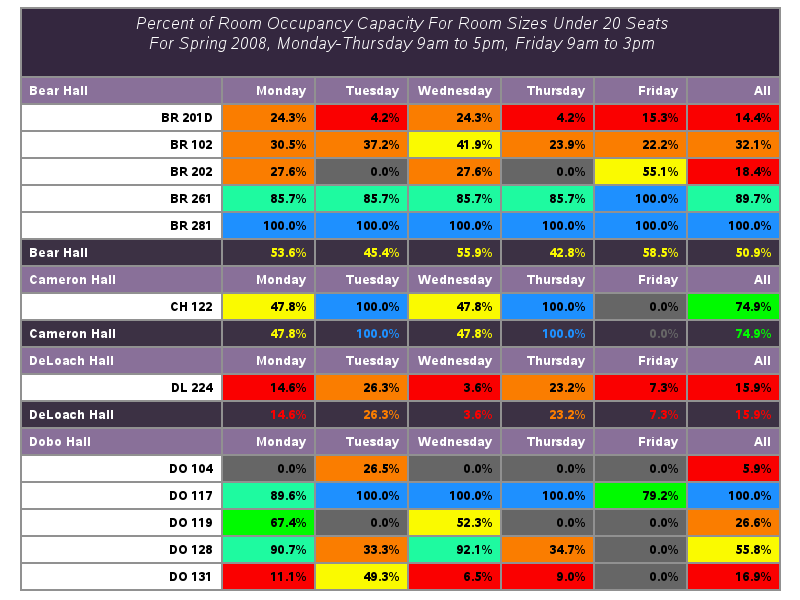 Percent of Room Occupancy Capacity For Room Sizes Under 20 Seats
For Spring 2008, Monday-Thursday 9am to 5pm, Friday 9am to 3pm
Bear Hall Monday Tuesday Wednesday Thursday Friday All
BR 201D 24.3% 4.2% 24.3% 4.2% 15.3% 14.4%
BR 102 30.5% 37.2% 41.9% 23.9% 22.2% 32.1%
BR 202 27.6% 0.0% 27.6% 0.0% 55.1% 18.4%
BR 261 85.7% 85.7% 85.7% 85.7% 100.0% 89.7%
BR 281 100.0% 100.0% 100.0% 100.0% 100.0% 100.0%
Bear Hall 53.6% 45.4% 55.9% 42.8% 58.5% 50.9%
Cameron Hall Monday Tuesday Wednesday Thursday Friday All
CH 122 47.8% 100.0% 47.8% 100.0% 0.0% 74.9%
Cameron Hall 47.8% 100.0% 47.8% 100.0% 0.0% 74.9%
DeLoach Hall Monday Tuesday Wednesday Thursday Friday All
DL 224 14.6% 26.3% 3.6% 23.2% 7.3% 15.9%
DeLoach Hall 14.6% 26.3% 3.6% 23.2% 7.3% 15.9%
Dobo Hall Monday Tuesday Wednesday Thursday Friday All
DO 104 0.0% 26.5% 0.0% 0.0% 0.0% 5.9%
DO 117 89.6% 100.0% 100.0% 100.0% 79.2% 100.0%
DO 119 67.4% 0.0% 52.3% 0.0% 0.0% 26.6%
DO 128 90.7% 33.3% 92.1% 34.7% 0.0% 55.8%
DO 131 11.1% 49.3% 6.5% 9.0% 0.0% 16.9%